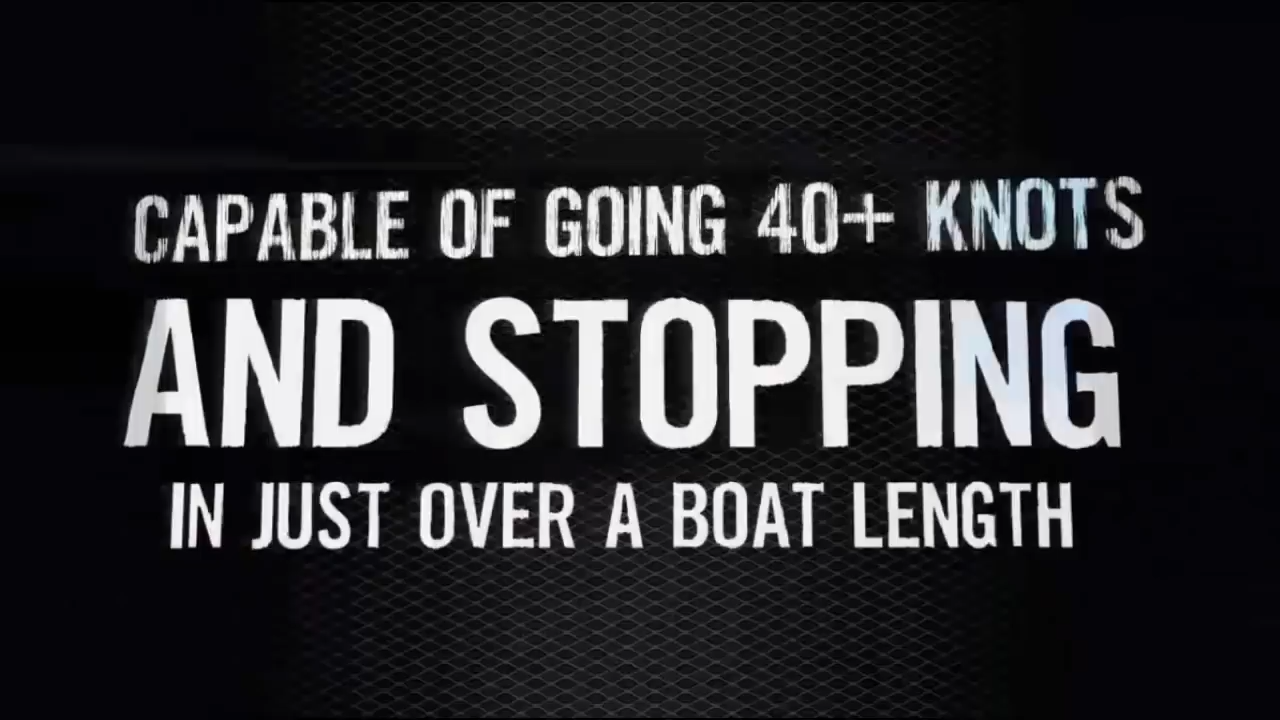 CAPABLE OF GOING 40+ KNOTS
AND STOPPING
IN JUST OVER A BOAT LENGTH